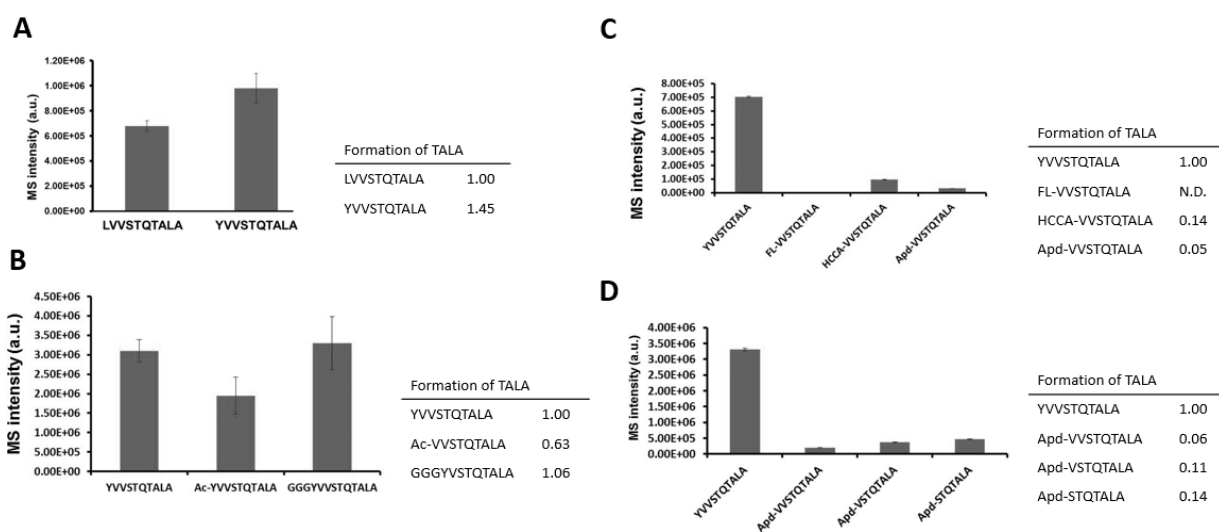 A
MS intensity (a.u.)
1.20E+06
1.00E+06
8.00E+05
6.00E+05
4.00E+05
2.00E+05
0.00E+00
LVVSTQTALA YVVSTQTALA
Formation of TALA
LVVSTQTALA 1.00
YVVSTQTALA 1.45
B
MS intensity (a.u.)
4.50E+06
4.00E+06
3.50E+06
3.00E+06
2.50E+06
2.00E+06
1.50E+06
1.00E+06
5.00E+05
0.00E+00
YVVSTQTALA Ac-YVVSTQTALA GGGYVVSTQTALA
Formation of TALA
YVVSTQTALA 1.00
Ac-VVSTQTALA 0.63
GGGYVVSTQTALA 1.06
C
MS intensity (a.u.)
8.00E+05
7.00E+05
6.00E+05
5.00E+05
4.00E+05
3.00E+05
2.00E+05
1.00E+05
0.00E+00
YVVSTQTALA
FL-VVSTQTALA
HCCA-VVSTQTALA
Apd-VVSTQTALA
Formation of TALA
YVVSTQTALA 1.00
FL-VVSTQTALA N.D.
HCCA-VVSTQTALA 0.14
Apd-VVSTQTALA 0.05
D
MS intensity (a.u.)
4.00E+06
3.50E+06
3.00E+06
2.50E+06
2.00E+06
1.50E+06
1.00E+06
5.00E+05
0.00E+00
YVVSTQTALA
Apd-VVSTQTALA
Apd-VSTQTALA
Apd-STQTALA
Formation of TALA
YVVSTQTALA 1.00
Apd-VVSTQTALA 0.06
Apd-VSTQTALA 0.11
Apd-STQTALA 0.14